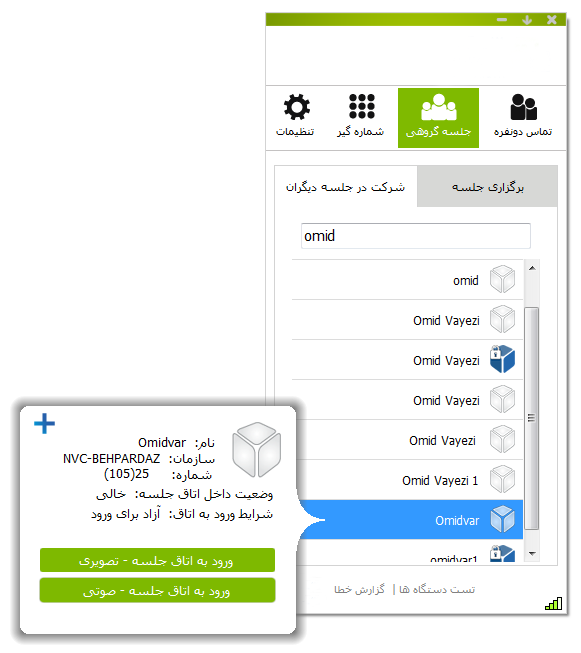 تماس دونفره
جلسه گروهی
شماره گیر
تنظیمات
برگزاری جلسه
شرکت در جلسه دیگران
omid
omid
Omid Vayezi
Omid Vayezi
Omid Vayezi
Omid Vayezi
Omid Vayezi 1
Omidvar
omidvar1
تست دستگاه ها | گزارش خطا
نام: Omidvar
سازمان: NVC-BEHPARDAZ
شماره: 25(105)
وضعیت داخل اتاق جلسه: خالی
شرایط ورود به اتاق: آزاد برای ورود
ورود به اتاق جلسه - تصویری
ورود به اتاق جلسه - صوتی